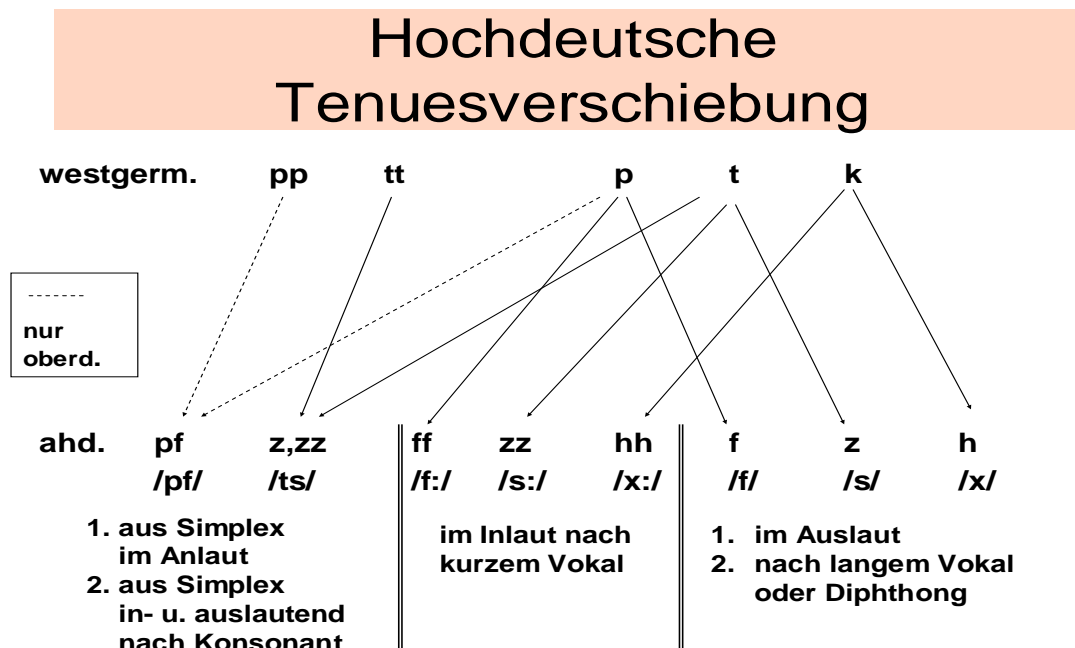 Hochdeutsche
Tenuesverschiebung
westgerm. pp tt p t k
-------
nur
oberd.
ahd. pf z,zz ff zz hh f z h
/pf/ /ts/ /f:/ /s:/ /x:/ /f/ /s/ /x/
1. aus Simplex
im Anlaut
2. aus Simplex
in- u. auslautend
nach Konsonant
im Inlaut nach
kurzem Vokal
1. im Auslaut
2. nach langem Vokal
oder Diphthong